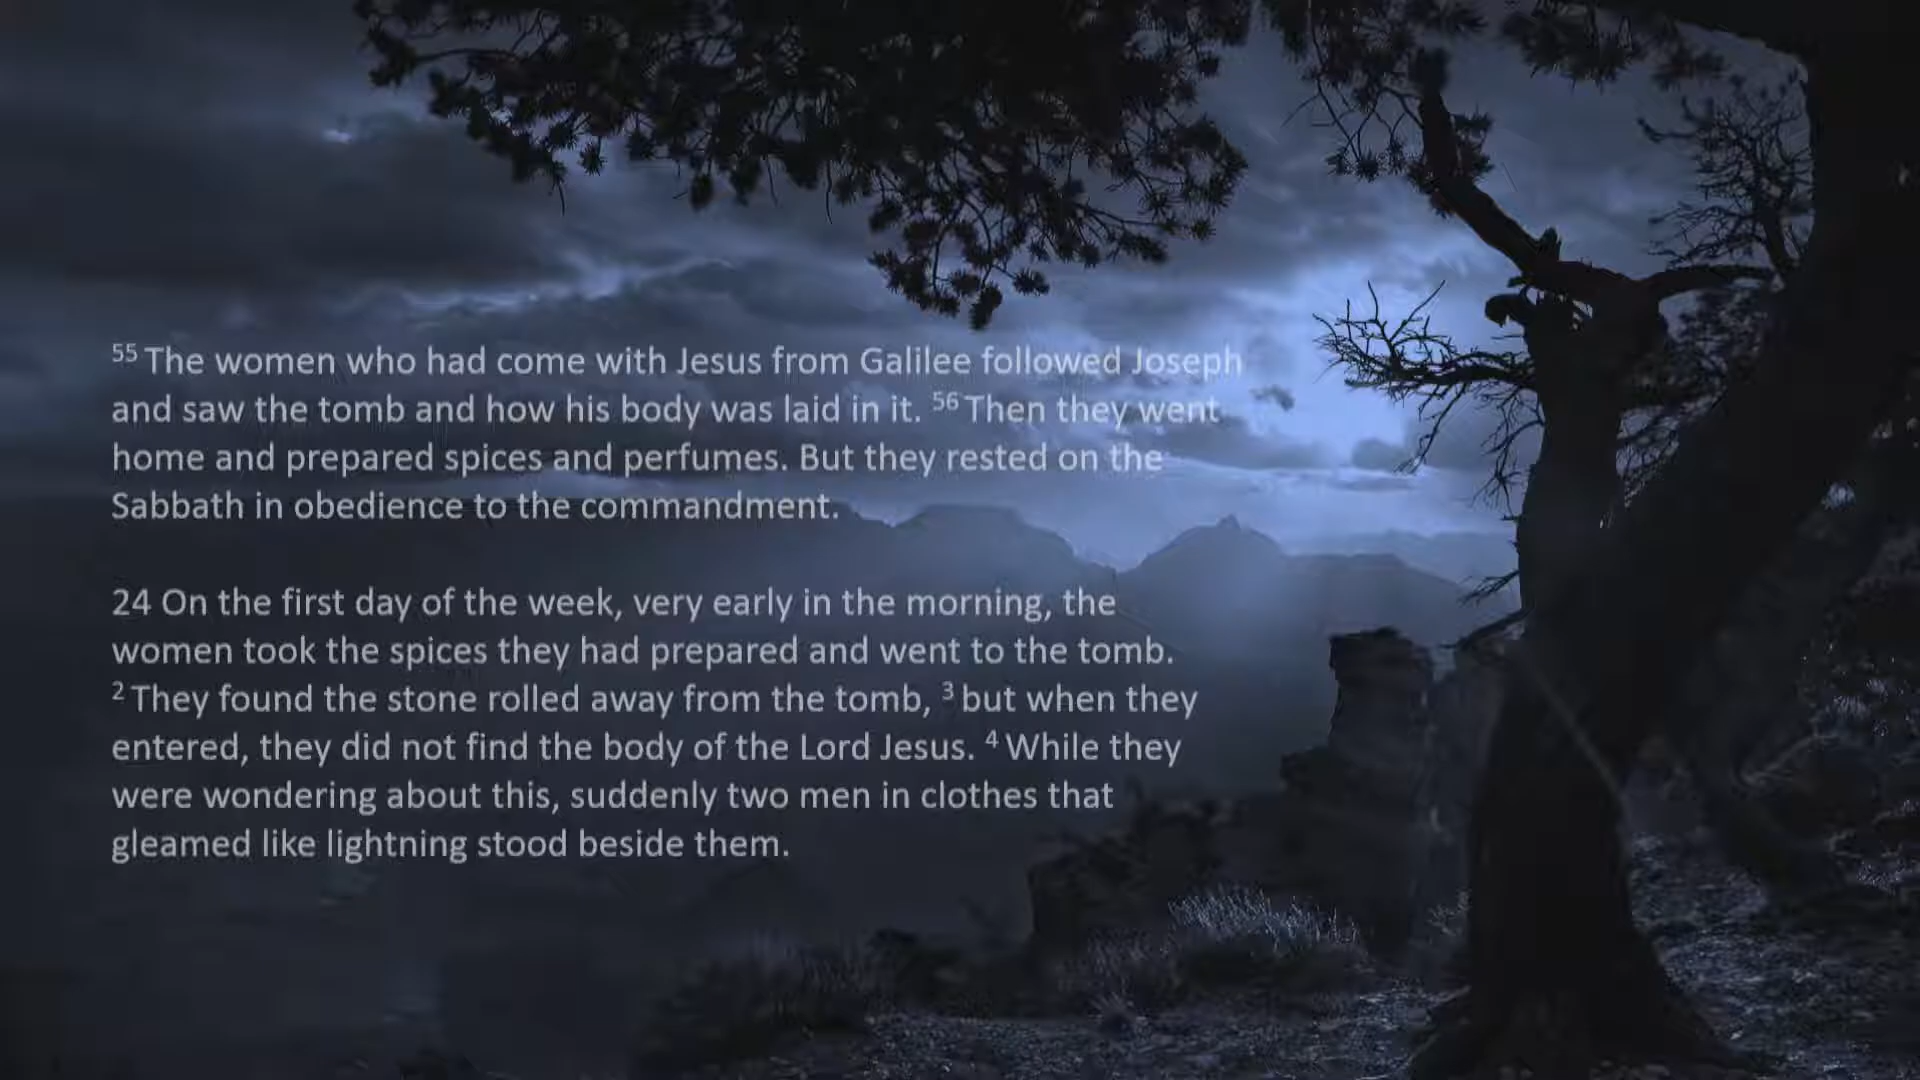 55 The women who had come with Jesus from Galilee followed Joseph
and saw the tomb and how his body was laid in it. 56 Then they went
home and prepared spices and perfumes. But they rested on the
Sabbath in obedience to the commandment.
24 On the first day of the week, very early in the morning, the
women took the spices they had prepared and went to the tomb.
2 They found the stone rolled away from the tomb, 3 but when they
entered, they did not find the body of the Lord Jesus. 4 While they
were wondering about this, suddenly two men in clothes that
gleamed like lightning stood beside them.